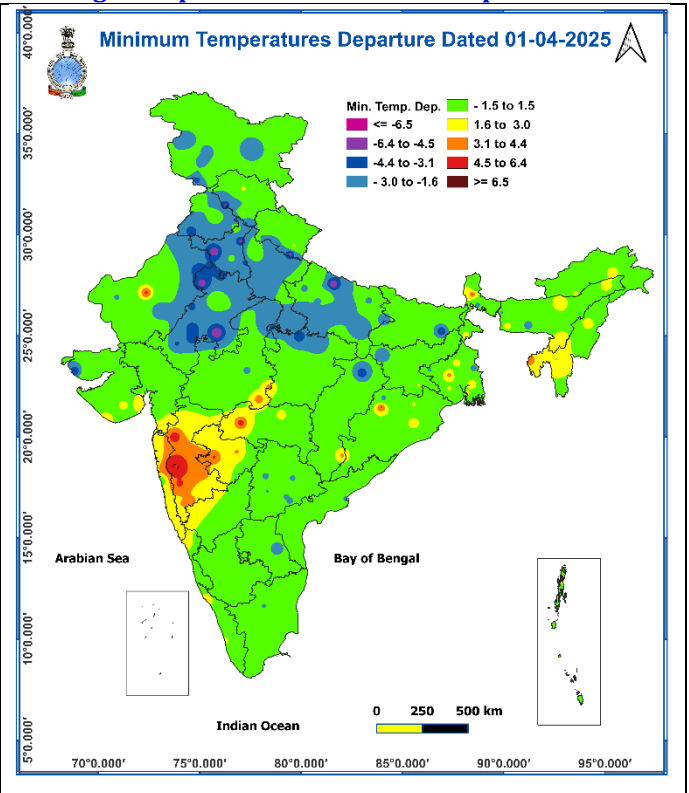 Minimum Temperatures Departure Dated 01-04-2025
Min. Temp. Dep.
<= -6.5
-6.4 to -4.5
-4.4 to -3.1
- 3.0 to -1.6
- 1.5 to 1.5
1.6 to 3.0
3.1 to 4.4
4.5 to 6.4
>= 6.5
40°0.000'
35°0.000'
30°0.000'
25°0.000'
20°0.000'
15°0.000'
10°0.000'
5°0.000'
Arabian Sea
Bay of Bengal
0 250 500 km
Indian Ocean
70°0.000' 75°0.000' 80°0.000' 85°0.000' 90°0.000' 95°0.000'